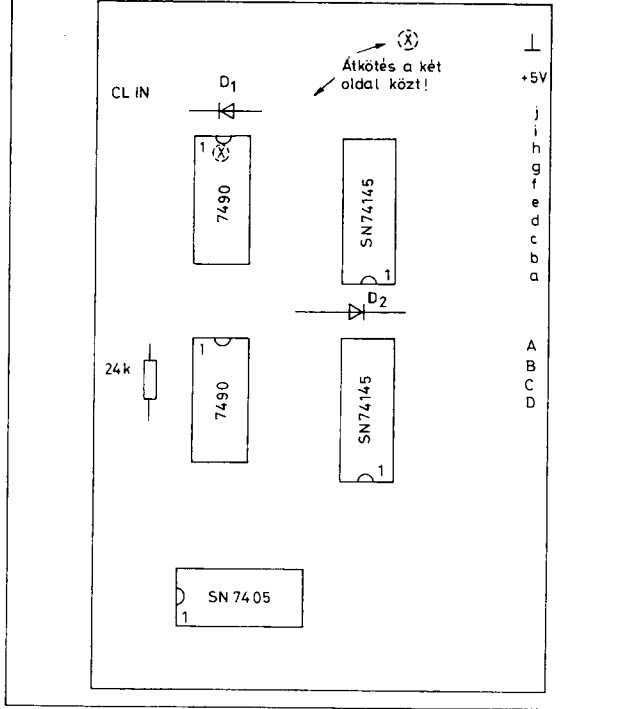 (X)
⊥
Átkötés a két
oldal közt!
+5V
CL IN
D1
j
i
h
g
f
e
d
c
b
a
1
(X)
7490
SN74145
1
D2
24k
1
7490
SN74145
1
A
B
C
D
SN 7405
1